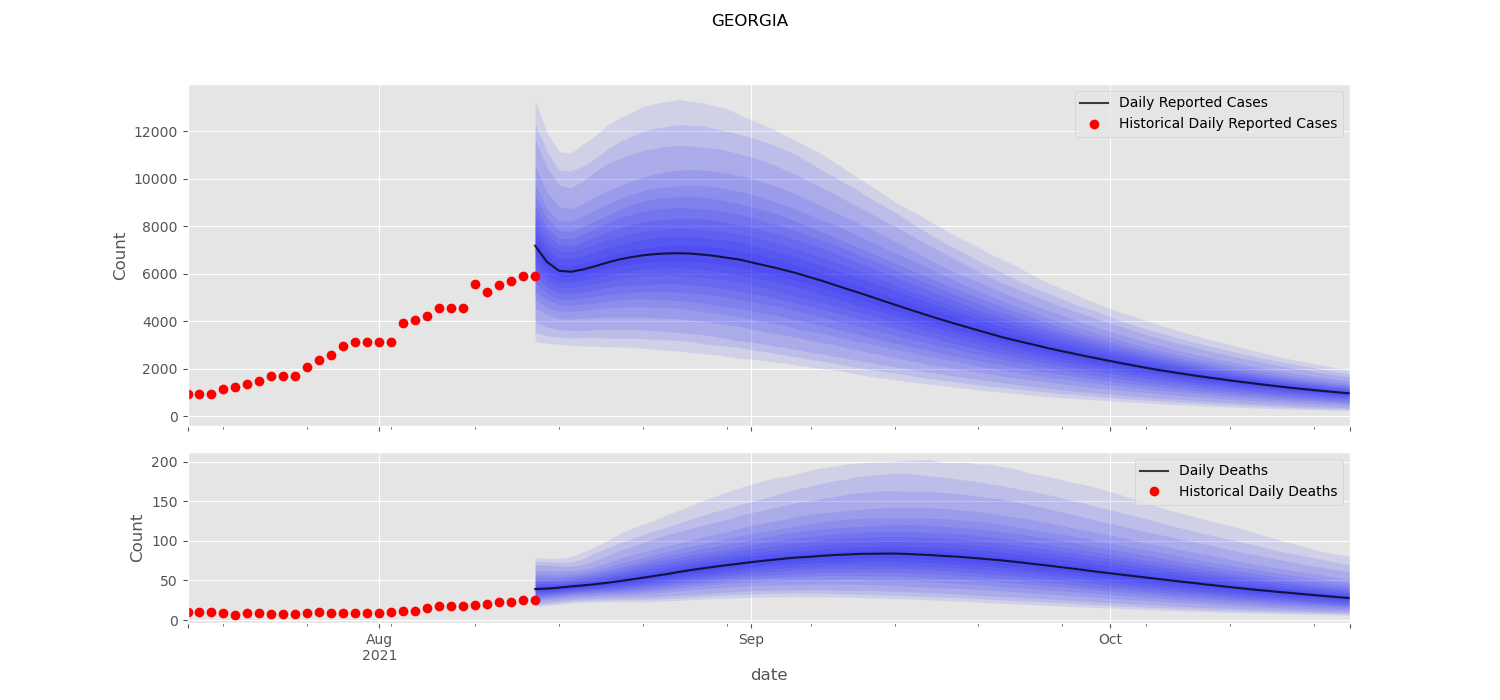 GEORGIA
Daily Reported Cases
Historical Daily Reported Cases
12000
10000
8000
6000
4000
2000
0
Count
Daily Deaths
Historical Daily Deaths
200
150
100
50
0
Count
Aug
2021
Sep
Oct
date